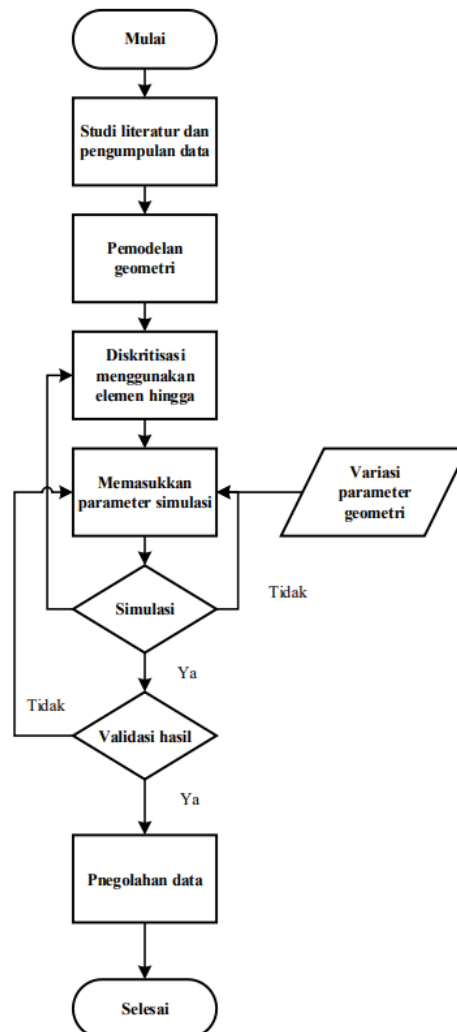 Mulai
Studi literatur dan
pengumpulan data
Pemodelan
geometri
Diskritisasi
menggunakan
elemen hingga
Memasukkan
parameter simulasi
Variasi
parameter
geometri
Simulasi
Tidak
Ya
Tidak
Validasi hasil
Ya
Pnegolahan data
Selesai